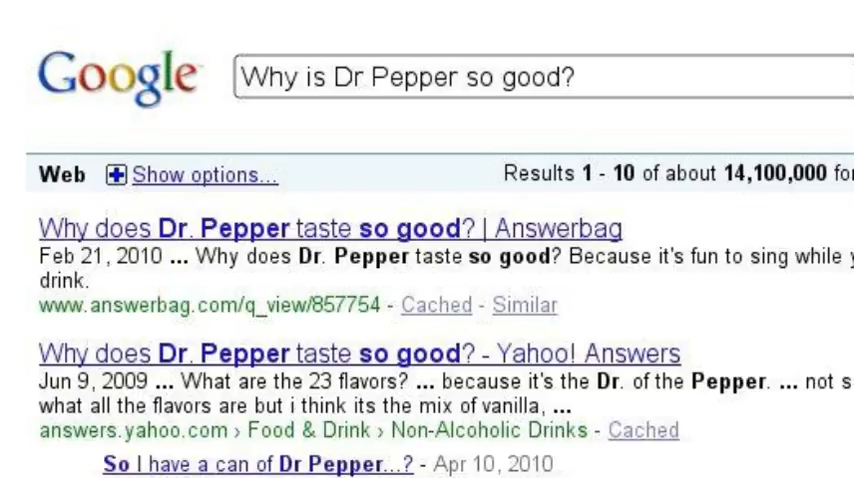 Google
Why is Dr Pepper so good?
Web Show options... Results 1 - 10 of about 14,100,000 for
Why does Dr. Pepper taste so good? | Answerbag
Feb 21, 2010 ... Why does Dr. Pepper taste so good? Because it's fun to sing while
drink.
www.answerbag.com/q_view/857754 - Cached - Similar
Why does Dr. Pepper taste so good? - Yahoo! Answers
Jun 9, 2009 ... What are the 23 flavors? ... because it's the Dr. of the Pepper. ... not s
what all the flavors are but i think its the mix of vanilla, ...
answers.yahoo.com › Food & Drink › Non-Alcoholic Drinks - Cached
So I have a can of Dr Pepper...? - Apr 10, 2010